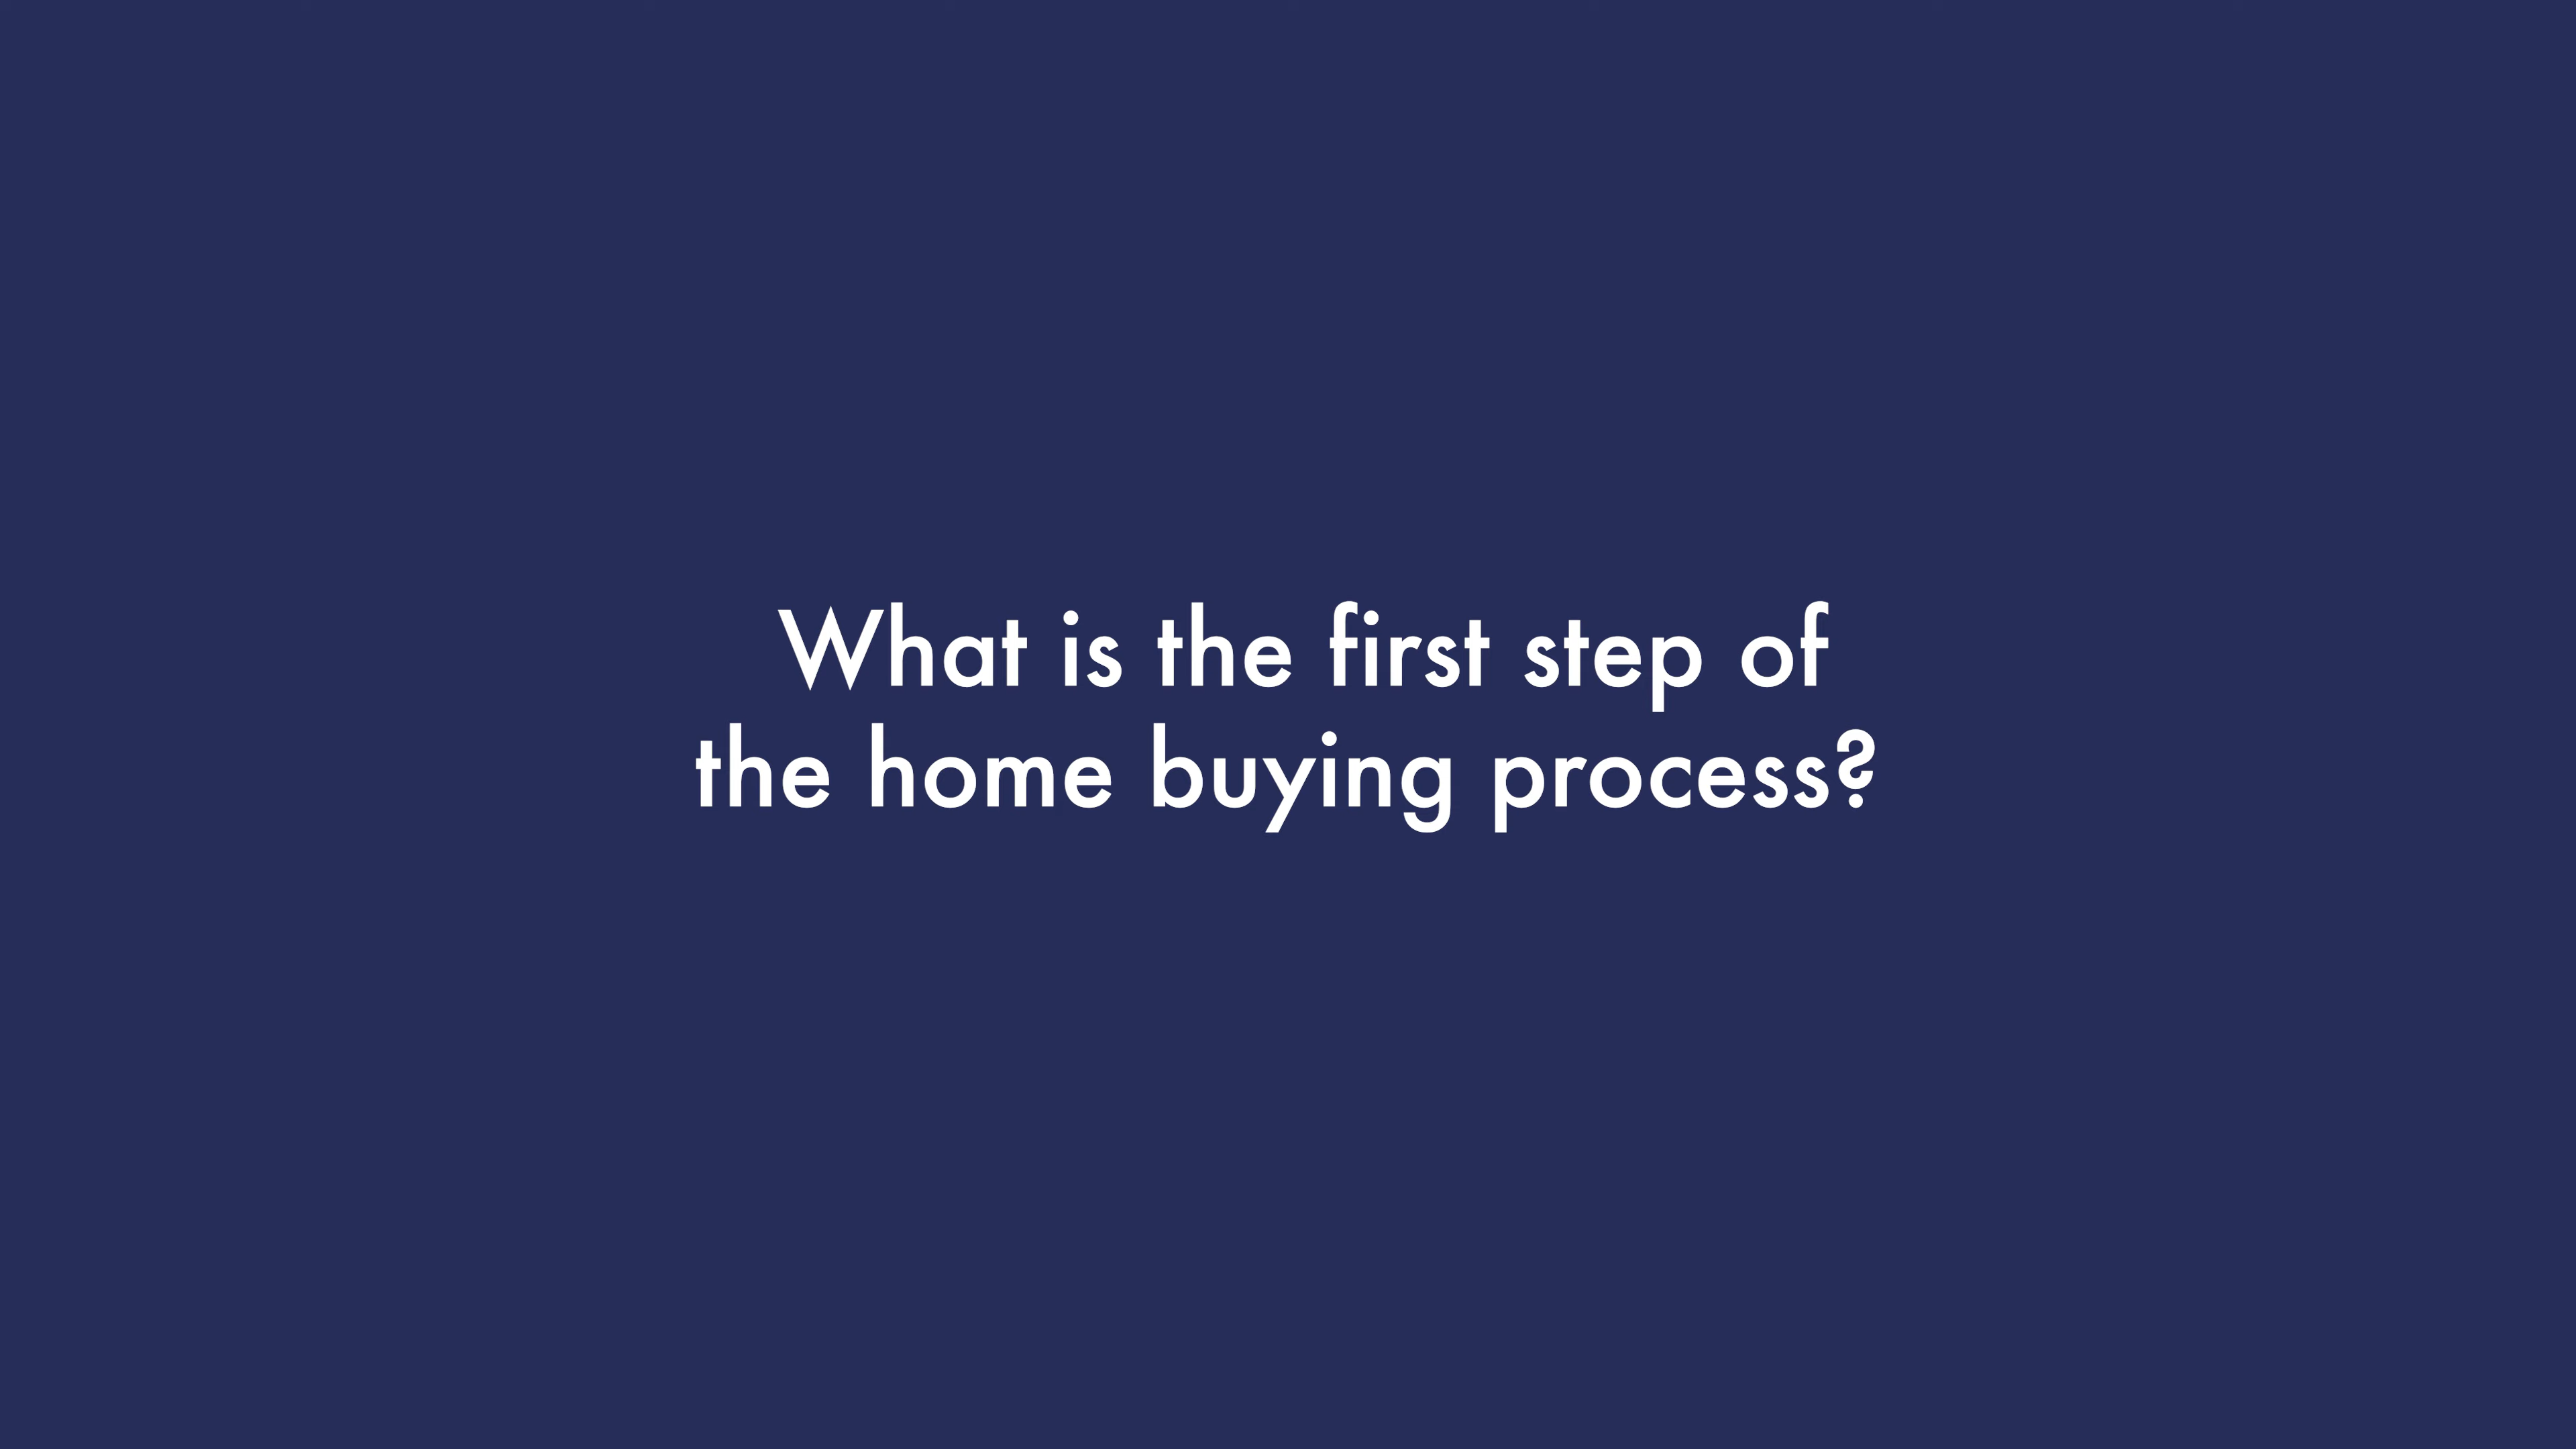 What is the first step of
the home buying process?